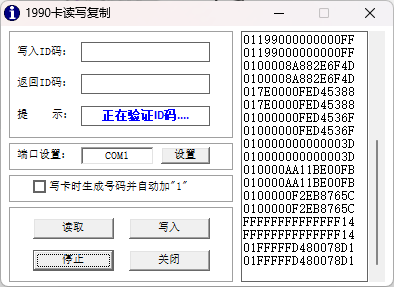 1990卡读写复制
写入ID码：
返回ID码：
提　　示：
正在验证ID码....
端口设置：
COM1
设置
写卡时生成号码并自动加"1"
读取
写入
停止
关闭
01199000000000FF
01199000000000FF
0100008A882E6F4D
0100008A882E6F4D
017E0000FED45388
017E0000FED45388
01000000FED4536F
01000000FED4536F
010000000000003D
010000000000003D
010000AA11BE00FB
010000AA11BE00FB
0100000F2EB8765C
0100000F2EB8765C
FFFFFFFFFFFFFF14
FFFFFFFFFFFFFF14
01FFFFFD480078D1
01FFFFFD480078D1